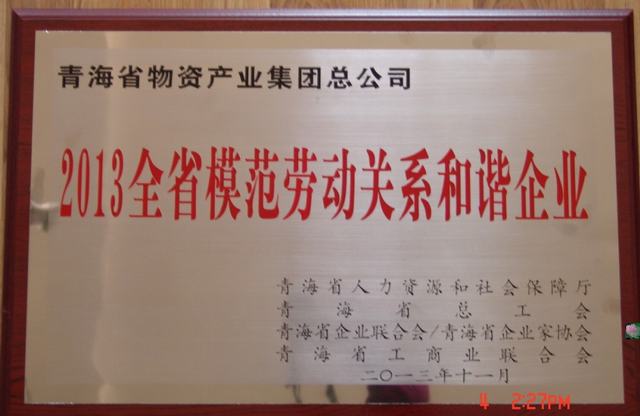 青海省物资产业集团总公司
2013全省模范劳动关系和谐企业
青海省人力资源和社会保障厅
青海省总工会
青海省企业联合会/青海省企业家协会
青海省工商业联合会
二〇一三年十一月
4 2:27PM